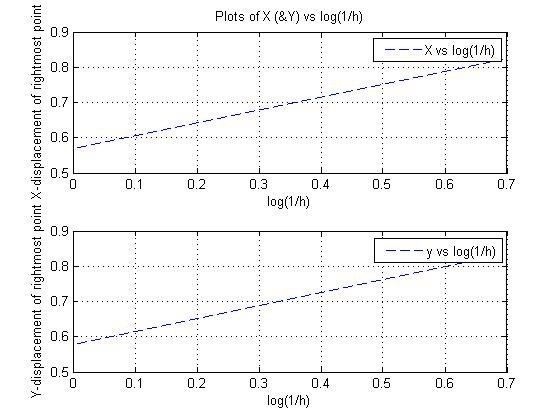 Plots of X (&Y) vs log(1/h)
X-displacement of rightmost point
0.9
0.8
0.7
0.6
0.5
X vs log(1/h)
0 0.1 0.2 0.3 0.4 0.5 0.6 0.7
log(1/h)
Y-displacement of rightmost point
0.9
0.8
0.7
0.6
0.5
y vs log(1/h)
0 0.1 0.2 0.3 0.4 0.5 0.6 0.7
log(1/h)